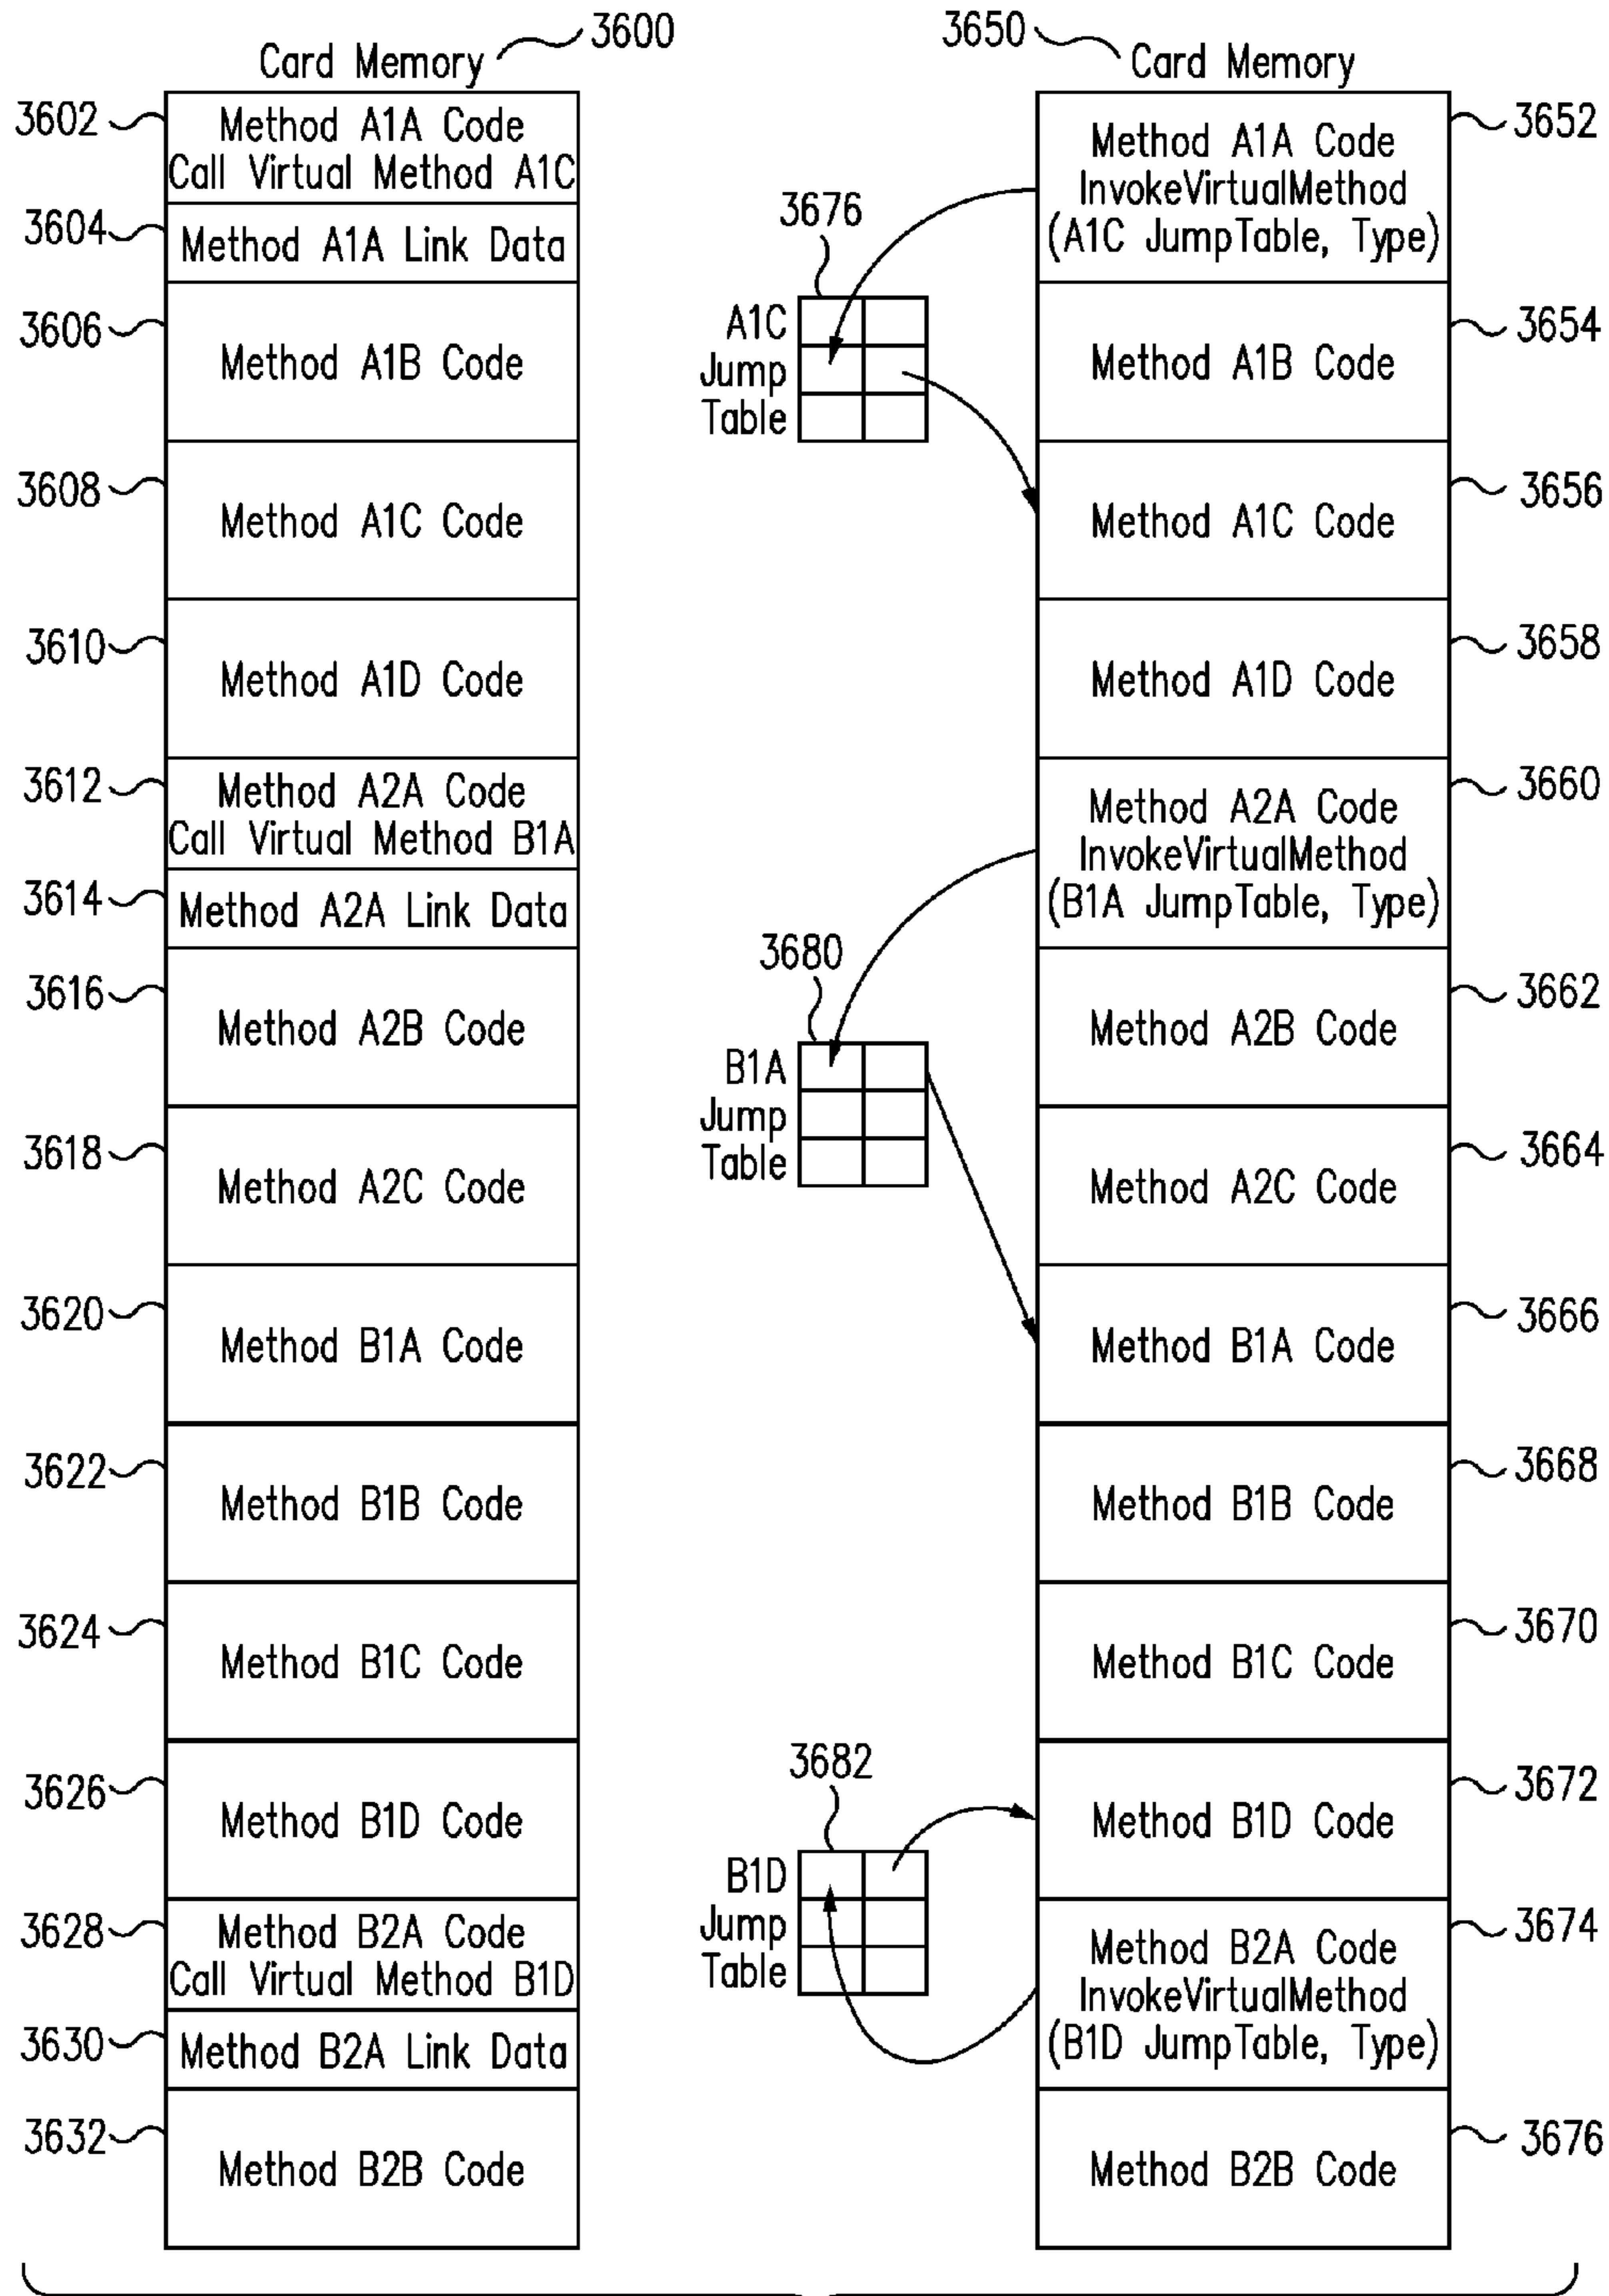 3600
Card Memory
3602
Method A1A Code
Call Virtual Method A1C
3604
Method A1A Link Data
3606
Method A1B Code
3608
Method A1C Code
3610
Method A1D Code
3612
Method A2A Code
Call Virtual Method B1A
3614
Method A2A Link Data
3616
Method A2B Code
3618
Method A2C Code
3620
Method B1A Code
3622
Method B1B Code
3624
Method B1C Code
3626
Method B1D Code
3628
Method B2A Code
Call Virtual Method B1D
3630
Method B2A Link Data
3632
Method B2B Code
3676
A1C
Jump
Table
3680
B1A
Jump
Table
3682
B1D
Jump
Table
3650
Card Memory
3652
Method A1A Code
InvokeVirtualMethod
(A1C JumpTable, Type)
3654
Method A1B Code
3656
Method A1C Code
3658
Method A1D Code
3660
Method A2A Code
InvokeVirtualMethod
(B1A JumpTable, Type)
3662
Method A2B Code
3664
Method A2C Code
3666
Method B1A Code
3668
Method B1B Code
3670
Method B1C Code
3672
Method B1D Code
3674
Method B2A Code
InvokeVirtualMethod
(B1D JumpTable, Type)
3676
Method B2B Code